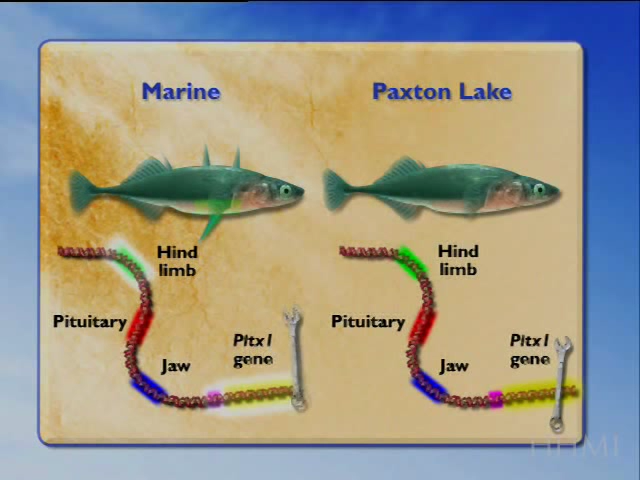 Marine
Paxton Lake
Hind
limb
Pituitary
Jaw
Pitx1
gene
Hind
limb
Pituitary
Jaw
Pitx1
gene
HHMI